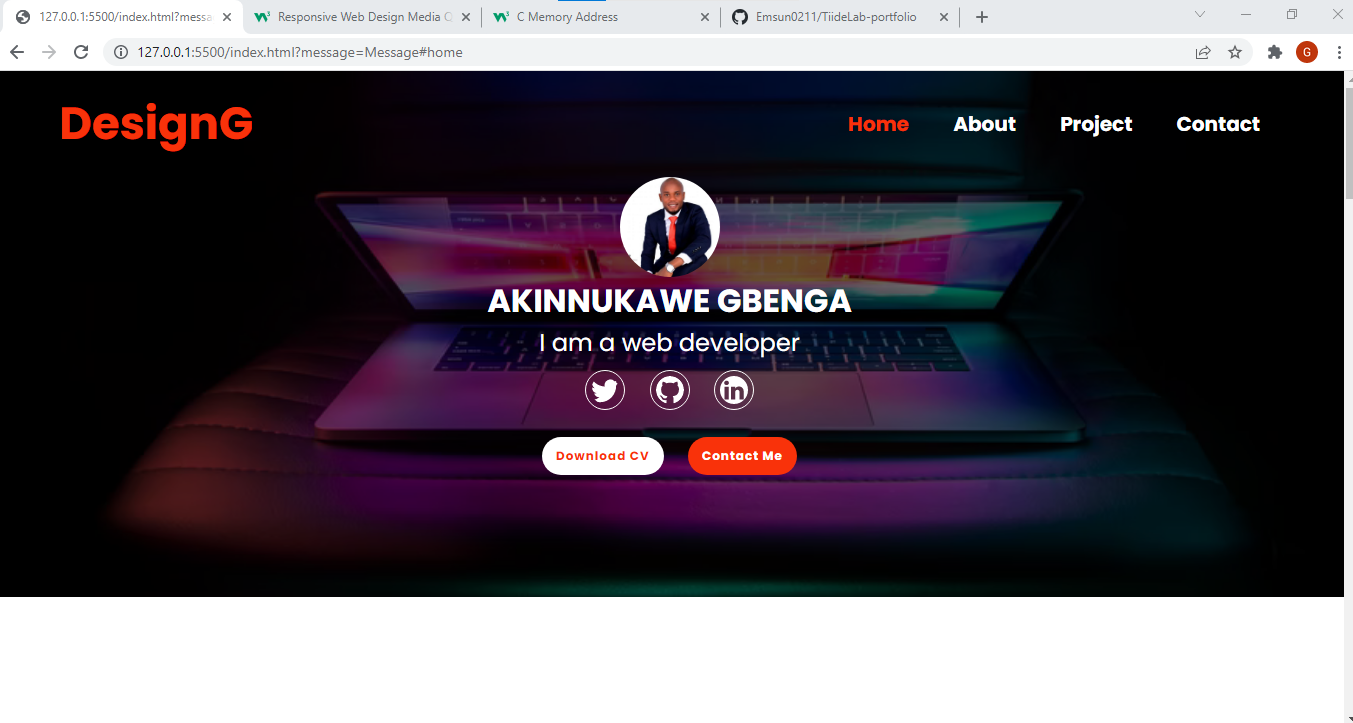 127.0.0.1:5500/index.html?messa
Responsive Web Design Media Q
C Memory Address
Emsun0211/TiideLab-portfolio
127.0.0.1:5500/index.html?message=Message#home
G
DesignG
Home About Project Contact
AKINNUKAWE GBENGA
I am a web developer
in
Download CV Contact Me